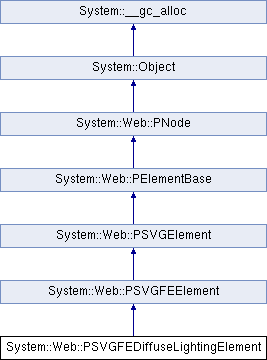 System::__gc_alloc
System::Object
System::Web::PNode
System::Web::PElementBase
System::Web::PSVGElement
System::Web::PSVGFEElement
System::Web::PSVGFEDiffuseLightingElement